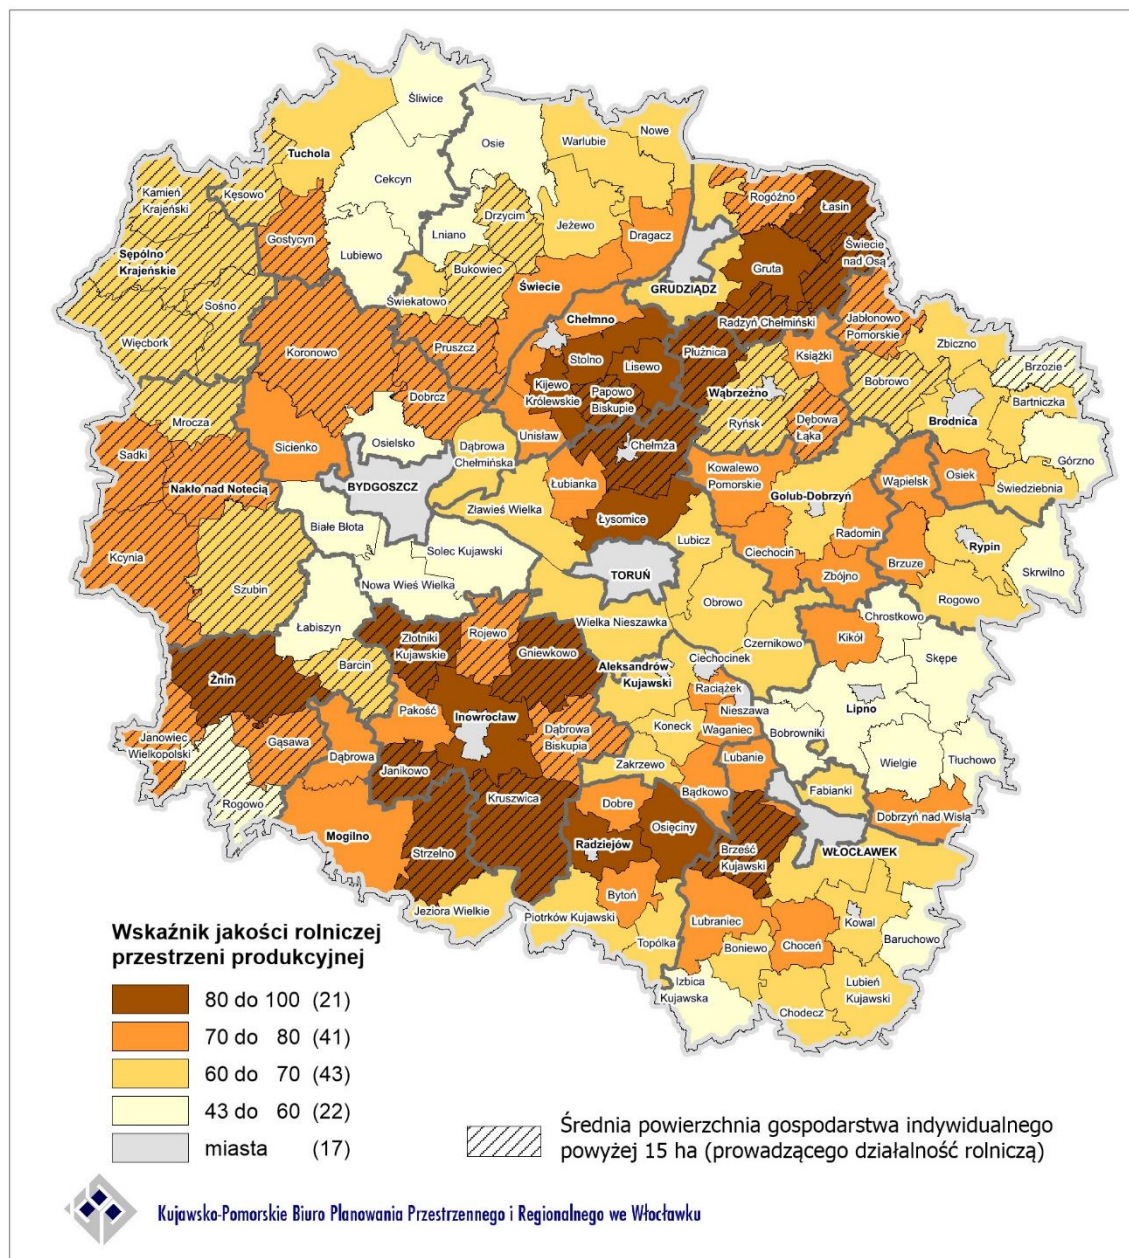 Śliwice
Osie
Warlubie
Nowe
Tuchola
Cekcyn
Kamień
Krajeński
Kęsowo
Rogóźno
Łasin
Drzycim
Gostycyn
Lniano
Jeżewo
Dragacz
Lubiewo
Świecie
nad Osą
Sępólno
Krajeńskie
Bukowiec
Gruta
Świecie
GRUDZIĄDZ
Sośno
Świekatowo
Chełmno
Radzyń Chełmiński
Jabłonowo
Pomorskie
Więcbork
Koronowo
Pruszcz
Stolno
Płużnica
Książki
Zbiczno
Lisewo
Brzozie
Kijewo
Królewskie
Papowo
Biskupie
Wąbrzeźno
Bobrowo
Bartniczka
Dobrcz
Mrocza
Ryńsk
Dębowa
Łąka
Brodnica
Sicienko
Osielsko
Unisław
Chełmża
Górzno
Sadki
Dąbrowa
Chełmińska
Kowalewo
Pomorskie
Wąpielsk
Osiek
Nakło nad Notecią
BYDGOSZCZ
Łubianka
Golub-Dobrzyń
Świedziebnia
Zławieś Wielka
Łysomice
Białe Błota
Radomin
Lubicz
Rypin
Kcynia
Solec Kujawski
Ciechocin
Brzuze
Szubin
Nowa Wieś Wielka
TORUŃ
Zbójno
Skrwilno
Obrowo
Rogowo
Łabiszyn
Wielka Nieszawka
Chrostkowo
Złotniki
Kujawskie
Rojewo
Czernikowo
Kikół
Gniewkowo
Skępe
Barcin
Aleksandrów
Kujawski
Ciechocinek
Żnin
Raciążek
Pakość
Inowrocław
Nieszawa
Lipno
Janowiec
Wielkopolski
Gąsawa
Dąbrowa
Dąbrowa
Biskupia
Koneck
Waganiec
Bobrowniki
Lubanie
Wielgie
Tłuchowo
Janikowo
Zakrzewo
Rogowo
Kruszwica
Bądkowo
Fabianki
Dobre
Dobrzyń nad Wisłą
Mogilno
Osięciny
Strzelno
Radziejów
Brześć
Kujawski
WŁOCŁAWEK
Bytoń
Jeziora Wielkie
Piotrków Kujawski
Lubraniec
Kowal
Topólka
Boniewo
Choceń
Baruchowo
Izbica
Kujawska
Lubień
Kujawski
Chodecz
Wskaźnik jakości rolniczej
przestrzeni produkcyjnej
80 do 100 (21)
70 do 80 (41)
60 do 70 (43)
43 do 60 (22)
miasta (17)
Średnia powierzchnia gospodarstwa indywidualnego
powyżej 15 ha (prowadzącego działalność rolniczą)
Kujawsko-Pomorskie Biuro Planowania Przestrzennego i Regionalnego we Włocławku